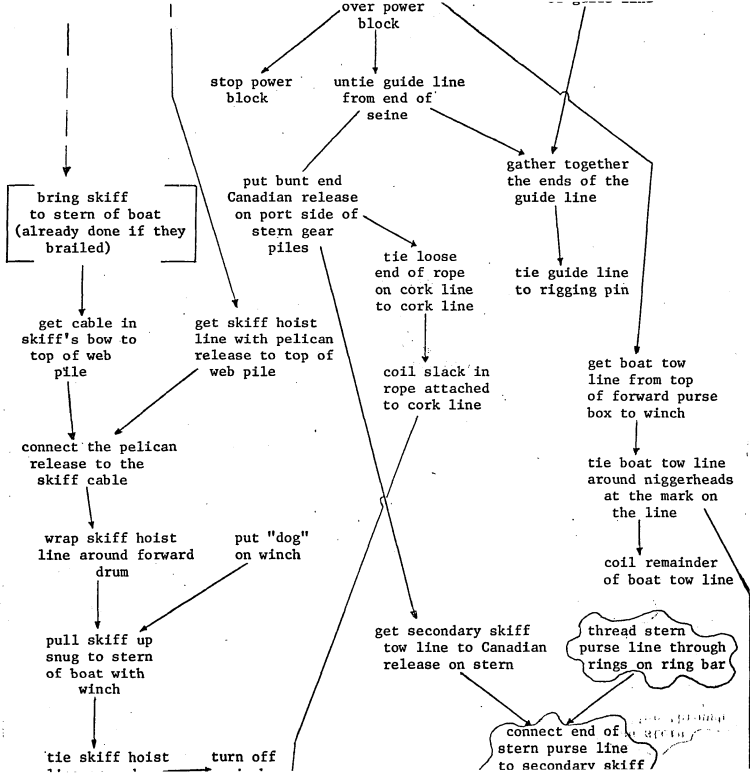 over power
block
stop power
block
untie guide line
from end of
seine
gather together
the ends of the
guide line
bring skiff
to stern of boat
(already done if they
brailed)
put bunt end
Canadian release
on port side of
stern gear
piles
tie loose
end of rope
on cork line
to cork line
tie guide line
to rigging pin
get cable in
skiff's bow to
top of web
pile
get skiff hoist
line with pelican
release to top of
web pile
coil slack in
rope attached
to cork line
get boat tow
line from top
of forward purse
box to winch
connect the pelican
release to the
skiff cable
tie boat tow line
around niggerheads
at the mark on
the line
wrap skiff hoist
line around forward
drum
put "dog"
on winch
coil remainder
of boat tow line
pull skiff up
snug to stern
of boat with
winch
get secondary skiff
tow line to Canadian
release on stern
thread stern
purse line through
rings on ring bar
connect end of
stern purse line
to secondary skiff
tie skiff hoist
turn off